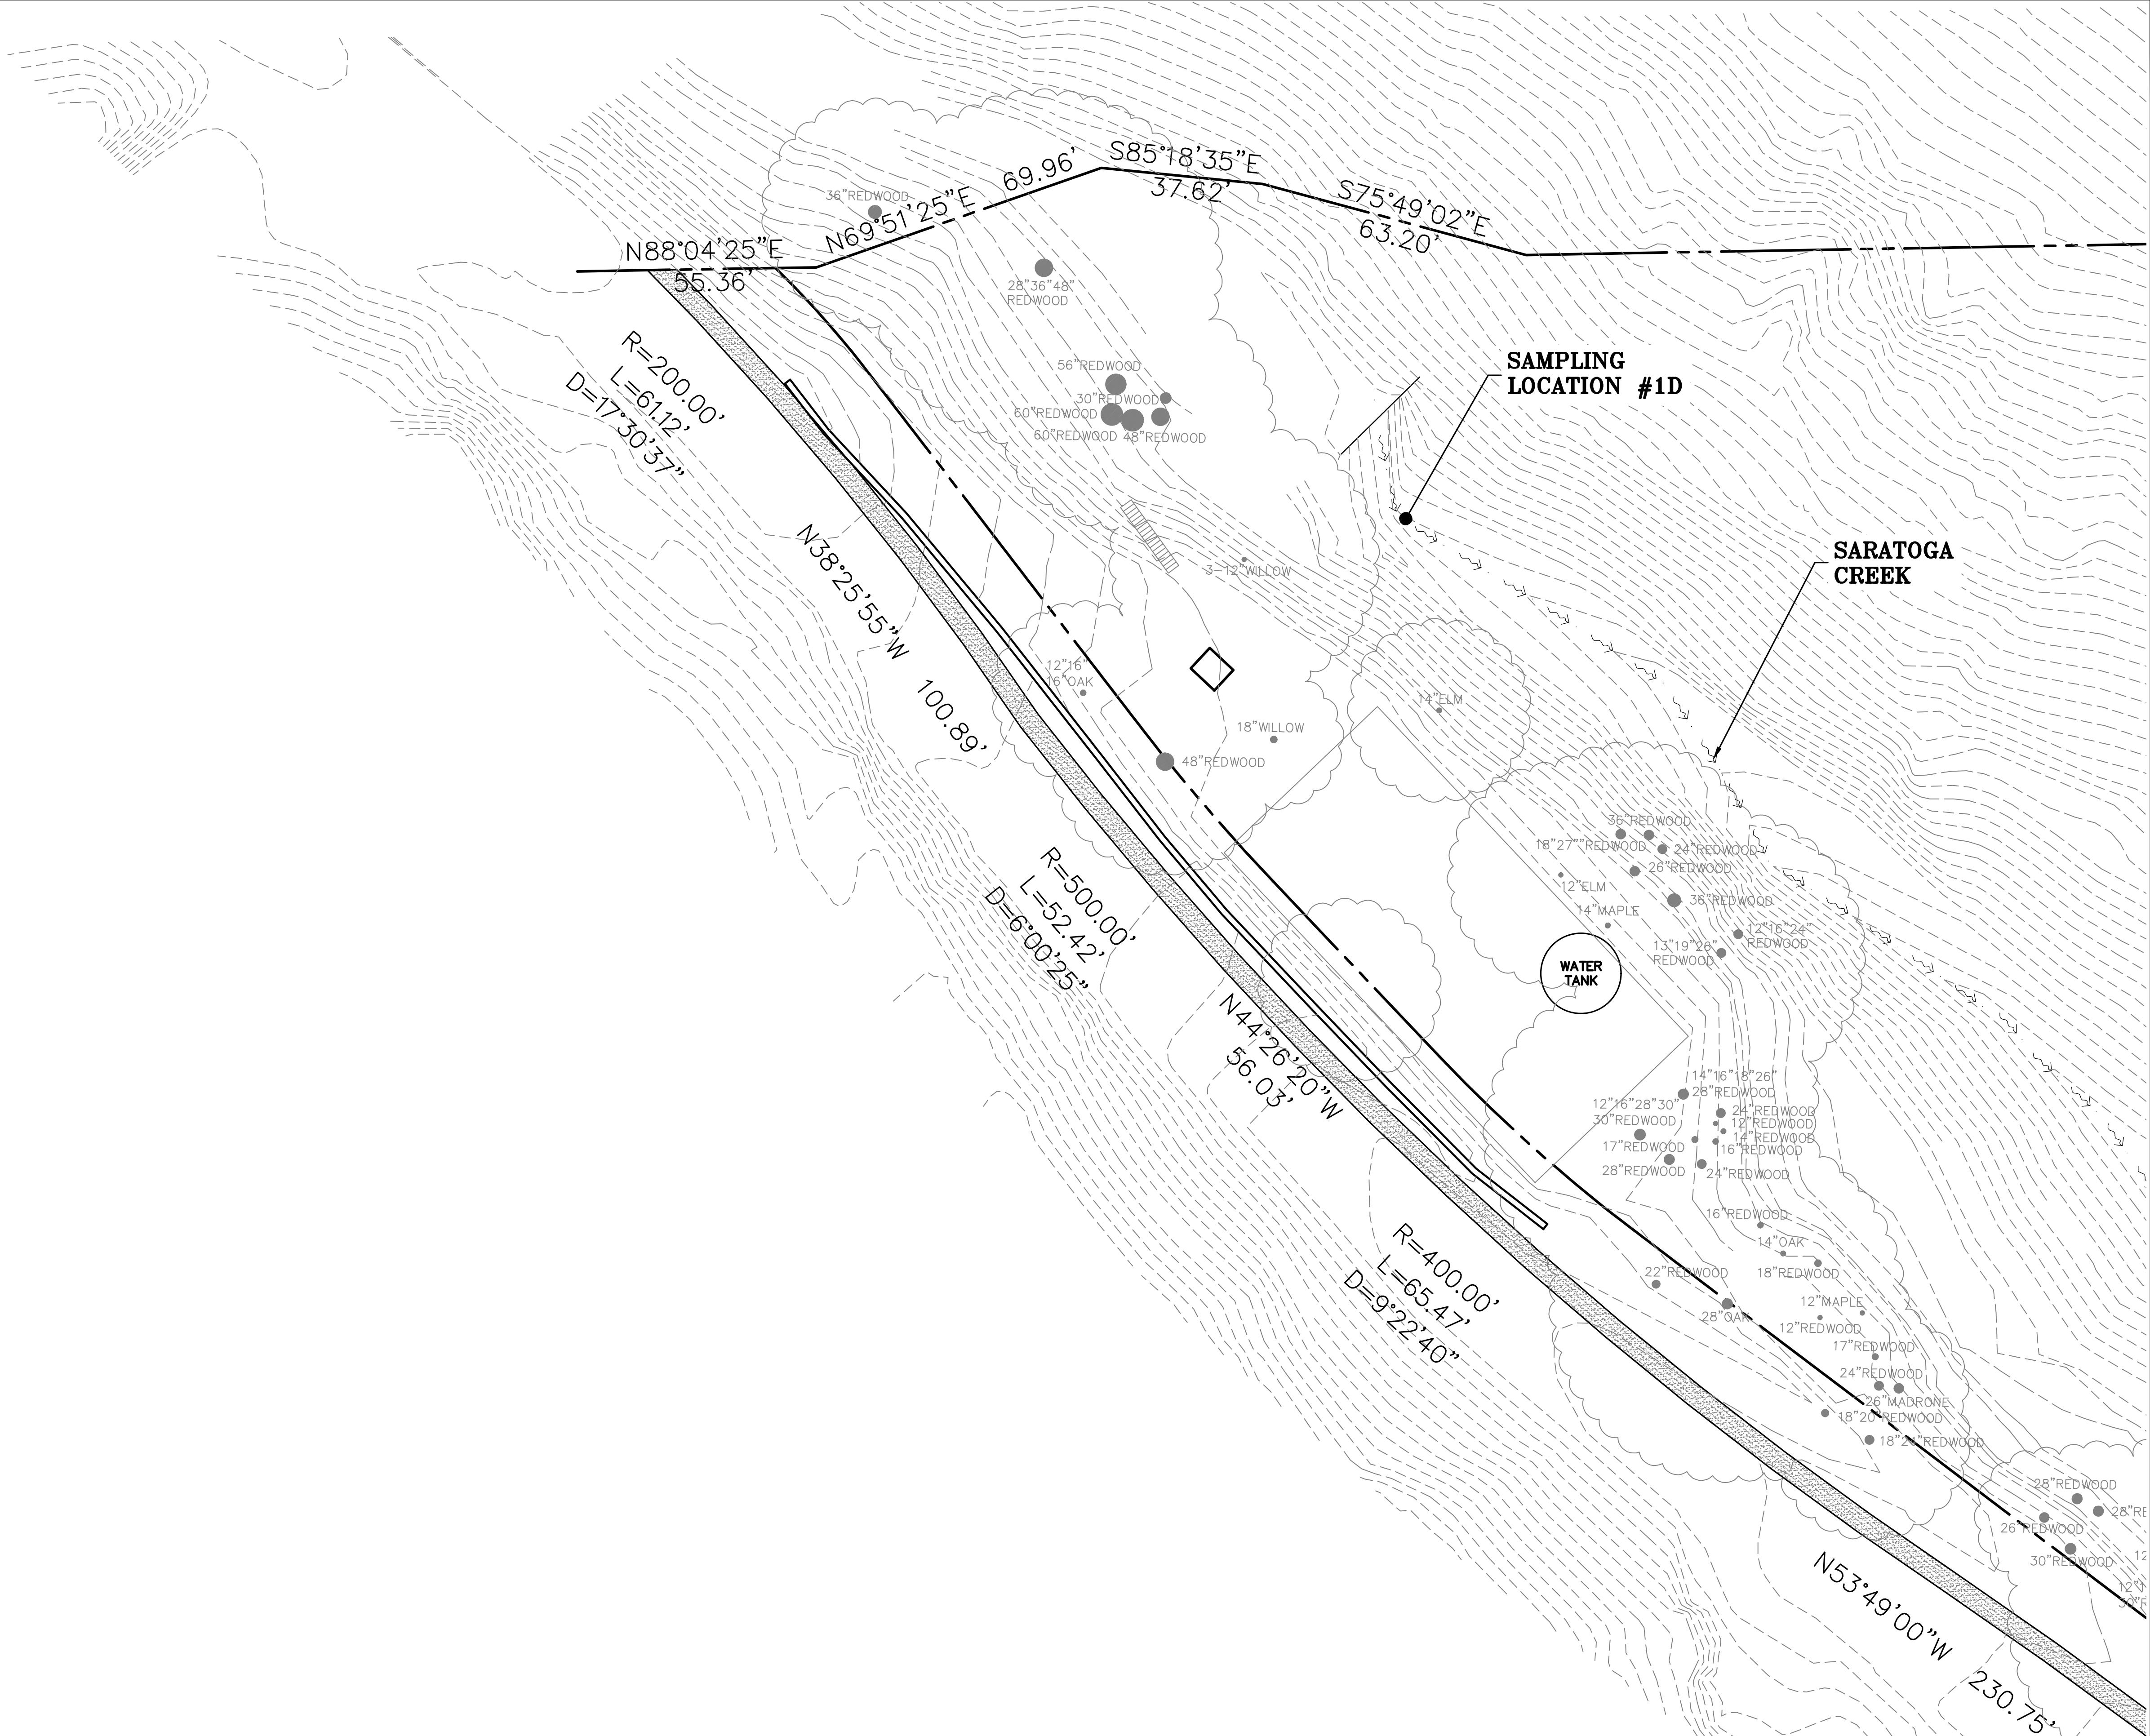 S85°18'35"E
37.62'
69.96'
N69°51'25"E
S75°49'02"E
63.20'
36"REDWOOD
N88°04'25"E
55.36'
28"36"48"
REDWOOD
R=200.00'
L=61.12'
D=17°30'37"
56"REDWOOD
30"REDWOOD
60"REDWOOD
60"REDWOOD
48"REDWOOD
SAMPLING
LOCATION #1D
3-12"WILLOW
SARATOGA
CREEK
N38°25'55"W 100.89'
12"16"
16"OAK
14"ELM
18"WILLOW
48"REDWOOD
36"REDWOOD
18"27""REDWOOD
24"REDWOOD
26"REDWOOD
12"ELM
36"REDWOOD
14"MAPLE
12"16"24"
REDWOOD
13"19"26"
REDWOOD
WATER
TANK
R=500.00'
L=52.42'
D=6°00'25"
N44°26'20"W
56.03'
14"16"18"26"
28"REDWOOD
12"16"28"30"
30"REDWOOD
24"REDWOOD
12"REDWOOD
14"REDWOOD
17"REDWOOD
16"REDWOOD
28"REDWOOD
24"REDWOOD
16"REDWOOD
14"OAK
18"REDWOOD
22"REDWOOD
R=400.00'
L=65.47'
D=9°22'40"
28"OAK
12"MAPLE
12"REDWOOD
17"REDWOOD
24"REDWOOD
26"MADRONE
18"20"REDWOOD
REDWOOD
28"REDWOOD
28"RE
26"REDWOOD
30"REDWOOD
12
12"
N53°49'00"W 230.75'